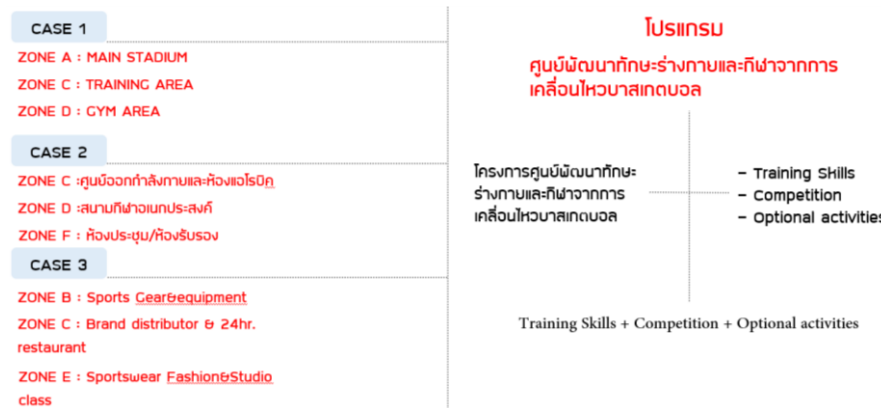 CASE 1
ZONE A : MAIN STADIUM
ZONE C : TRAINING AREA
ZONE D : GYM AREA
CASE 2
ZONE C :ศูนย์ออกกำลังกายและห้องแอโรบิค
ZONE D :สนามกีฬาอเนกประสงค์
ZONE F : ห้องประชุม/ห้องรับรอง
CASE 3
ZONE B : Sports Gear&equipment
ZONE C : Brand distributor & 24hr.
restaurant
ZONE E : Sportswear Fashion&Studio
class
โปรแกรม
ศูนย์พัฒนาทักษะร่างกายและกีฬาจากการ
เคลื่อนไหวบาสเกตบอล
โครงการศูนย์พัฒนาทักษะ
ร่างกายและกีฬาจากการ
เคลื่อนไหวบาสเกตบอล
– Training Skills
– Competition
– Optional activities
Training Skills + Competition + Optional activities